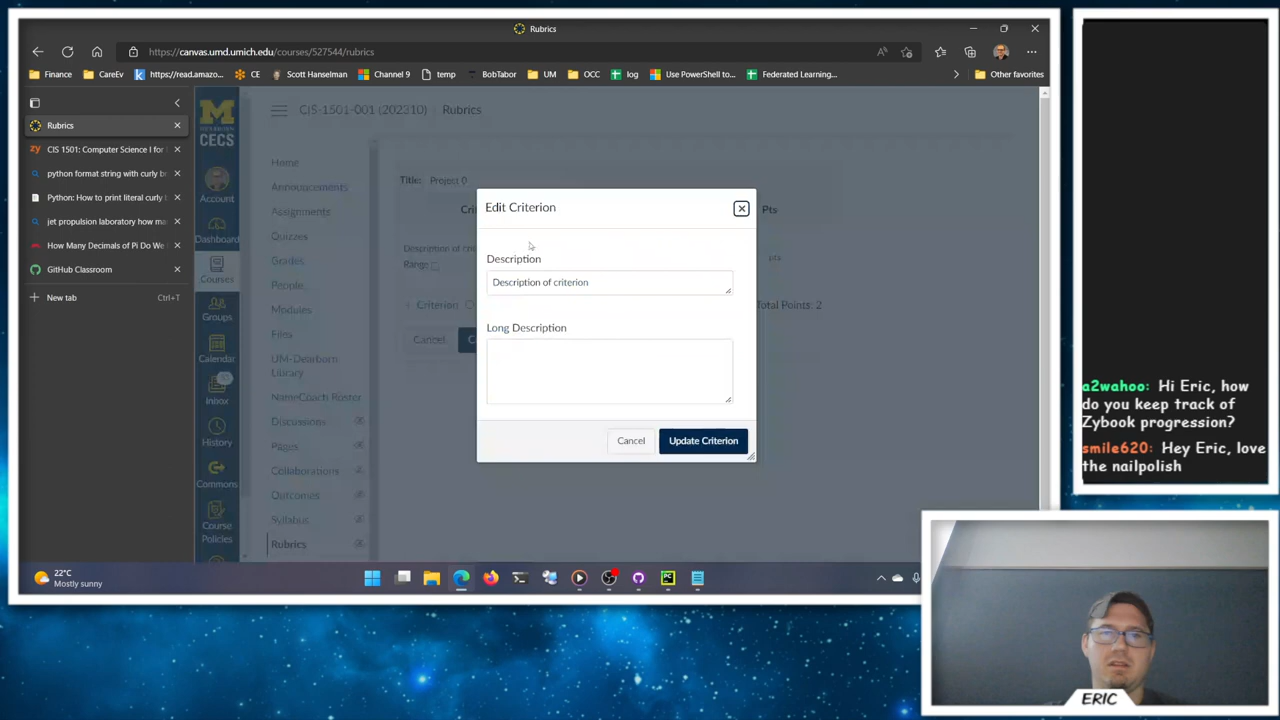 Rubrics
https://canvas.umd.umich.edu/courses/527544/rubrics
Finance
CareEv
https://read.amazo...
CE
Scott Hanselman
Channel 9
temp
BobTabor
UM
OCC
log
Use PowerShell to...
Federated Learning...
Other favorites
Rubrics
CIS 1501: Computer Science I for
python format string with curly b
Python: How to print literal curly b
jet propulsion laboratory how ma
How Many Decimals of Pi Do We
GitHub Classroom
New tab
Ctrl+T
CECS
Account
Dashboard
Courses
Groups
Calendar
Inbox
History
Commons
Course
Policies
CIS-1501-001 (202310)
Rubrics
Home
Announcements
Assignments
Quizzes
Grades
People
Modules
Files
UM-Dearborn
Library
NameCoach Roster
Discussions
Pages
Collaborations
Outcomes
Syllabus
Rubrics
Title: Project 0
Pts
Range:
pts
Criterion
Total Points: 2
Cancel
Edit Criterion
Description
Description of criterion
Long Description
Cancel
Update Criterion
22°C
Mostly sunny
a2wahoo: Hi Eric, how
do you keep track of
Zybook progression?
smile620: Hey Eric, love
the nailpolish
ERIC